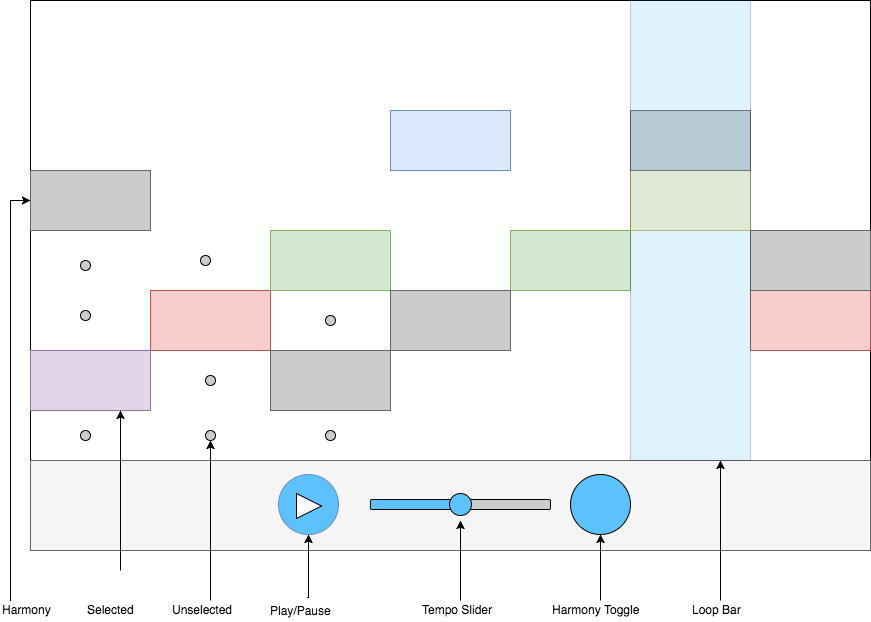 Harmony
Selected
Unselected
Play/Pause
Tempo Slider
Harmony Toggle
Loop Bar